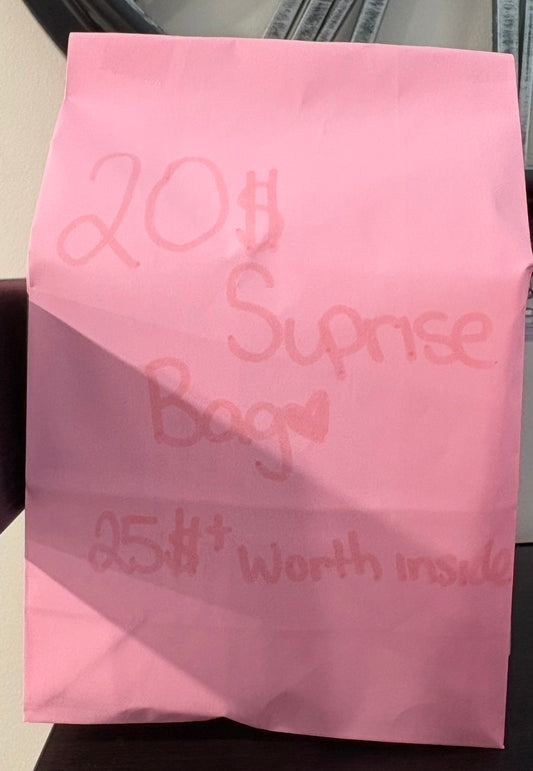 20$
Suprise
Bag♥
25$+ worth inside